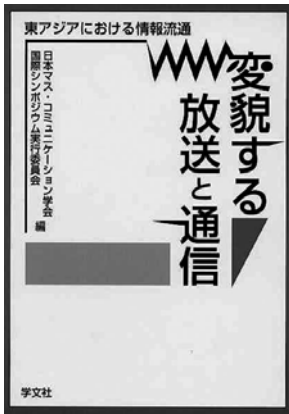 東アジアにおける情報流通
変貌する
放送と通信
日本マス・コミュニケーション学会
国際シンポジウム実行委員会
編
学文社